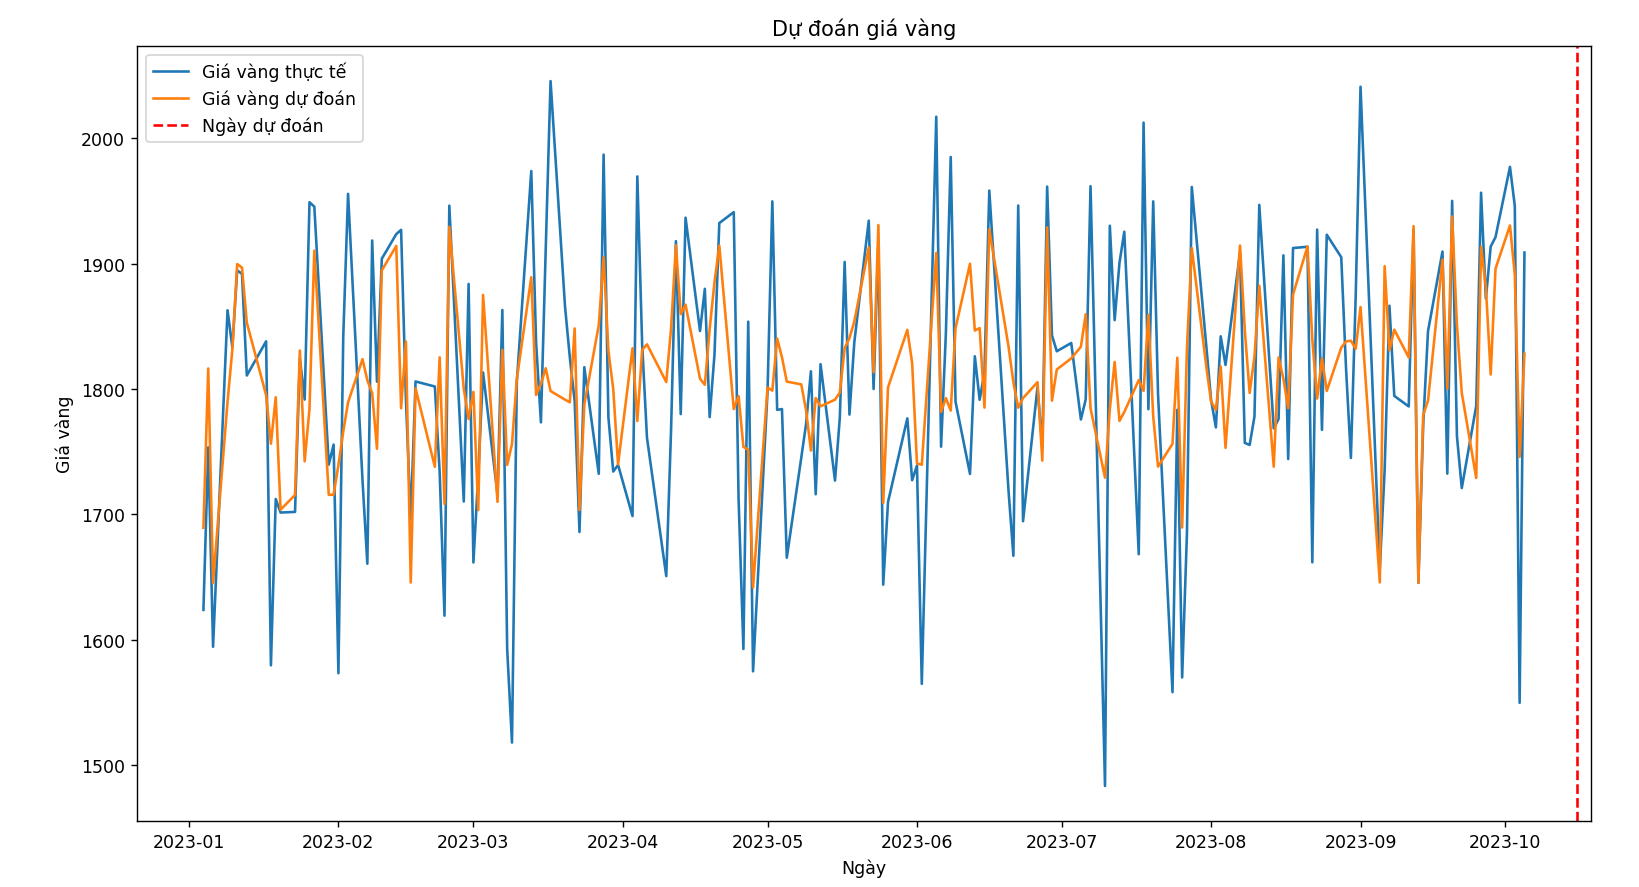 Dự đoán giá vàng
Giá vàng thực tế
Giá vàng dự đoán
Ngày dự đoán
2000
1900
1800
1700
1600
1500
Giá vàng
2023-01 2023-02 2023-03 2023-04 2023-05 2023-06 2023-07 2023-08 2023-09 2023-10
Ngày